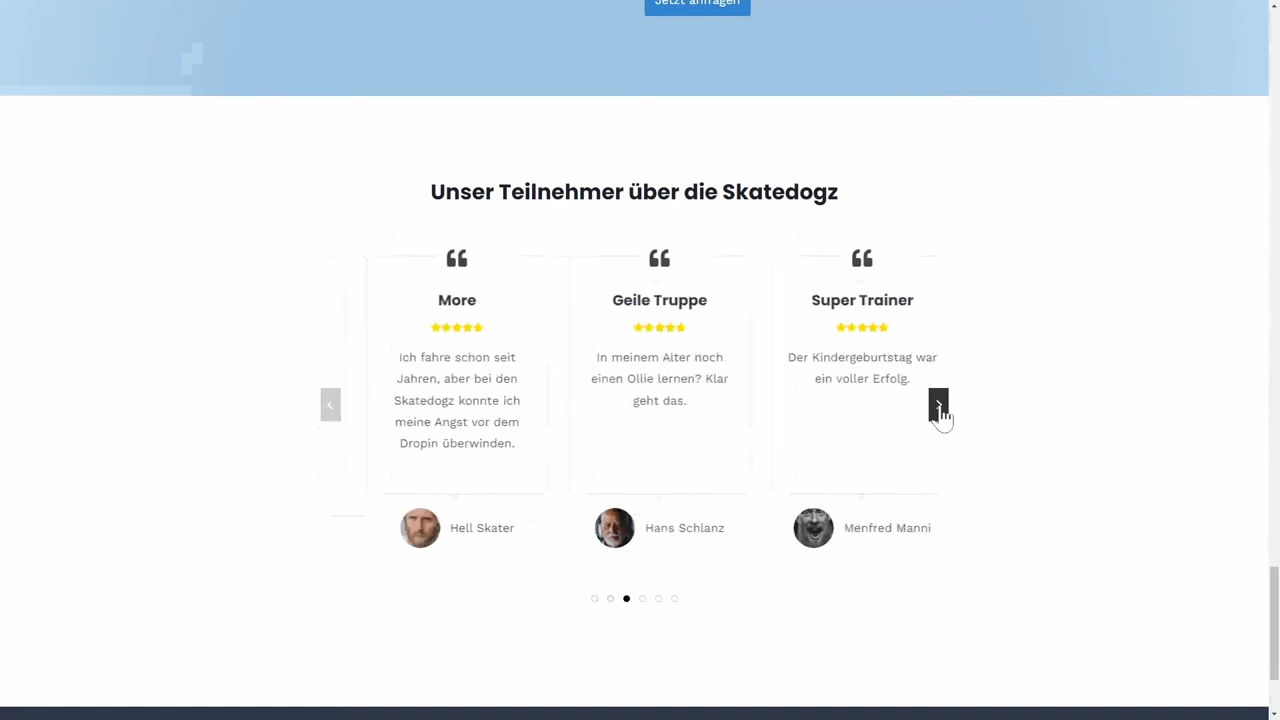 Jetzt anfragen
Unser Teilnehmer über die Skatedogz
More
Ich fahre schon seit
Jahren, aber bei den
Skatedogz konnte ich
meine Angst vor dem
Dropin überwinden.
Hell Skater
Geile Truppe
In meinem Alter noch
einen Ollie lernen? Klar
geht das.
Hans Schlanz
Super Trainer
Der Kindergeburtstag war
ein voller Erfolg.
Menfred Manni